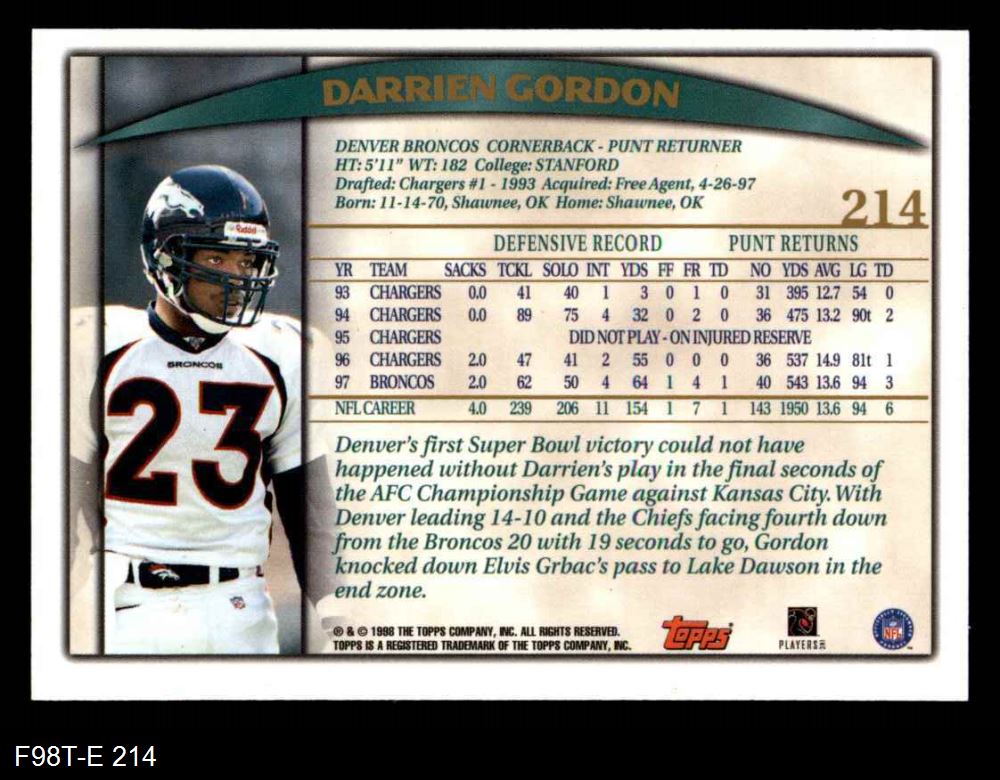 DARRIEN GORDON
DENVER BRONCOS CORNERBACK - PUNT RETURNER
HT: 5'11" WT: 182 College: STANFORD
Drafted: Chargers #1 - 1993 Acquired: Free Agent, 4-26-97
Born: 11-14-70, Shawnee, OK Home: Shawnee, OK
214
DEFENSIVE RECORD PUNT RETURNS
YR TEAM SACKS TCKL SOLO INT YDS FF FR TD NO YDS AVG LG TD
93 CHARGERS 0.0 41 40 1 3 0 1 0 31 395 12.7 54 0
94 CHARGERS 0.0 89 75 4 32 0 2 0 36 475 13.2 90t 2
95 CHARGERS DID NOT PLAY - ON INJURED RESERVE
96 CHARGERS 2.0 47 41 2 55 0 0 0 36 537 14.9 81t 1
97 BRONCOS 2.0 62 50 4 64 1 4 1 40 543 13.6 94 3
NFL CAREER 4.0 239 206 11 154 1 7 1 143 1950 13.6 94 6
Denver's first Super Bowl victory could not have
happened without Darrien's play in the final seconds of
the AFC Championship Game against Kansas City. With
Denver leading 14-10 and the Chiefs facing fourth down
from the Broncos 20 with 19 seconds to go, Gordon
knocked down Elvis Grbac's pass to Lake Dawson in the
end zone.
® & © 1998 THE TOPPS COMPANY, INC. ALL RIGHTS RESERVED.
TOPPS IS A REGISTERED TRADEMARK OF THE TOPPS COMPANY, INC.
Topps
PLAYERS
NFL
Riddell
BRONCOS
23
F98T-E 214